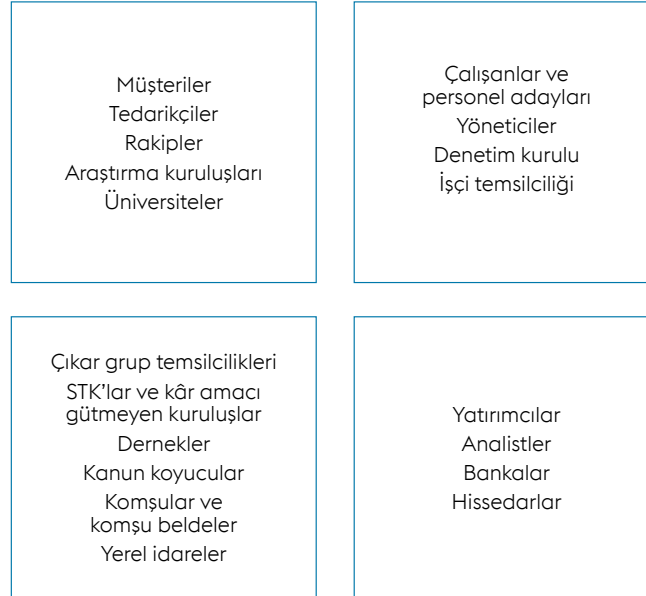 Müşteriler
Tedarikçiler
Rakipler
Araştırma kuruluşları
Üniversiteler
Çalışanlar ve
personel adayları
Yöneticiler
Denetim kurulu
İşçi temsilciliği
Çıkar grup temsilcilikleri
STK’lar ve kâr amacı
gütmeyen kuruluşlar
Dernekler
Kanun koyucular
Komşular ve
komşu beldeler
Yerel idareler
Yatırımcılar
Analistler
Bankalar
Hissedarlar